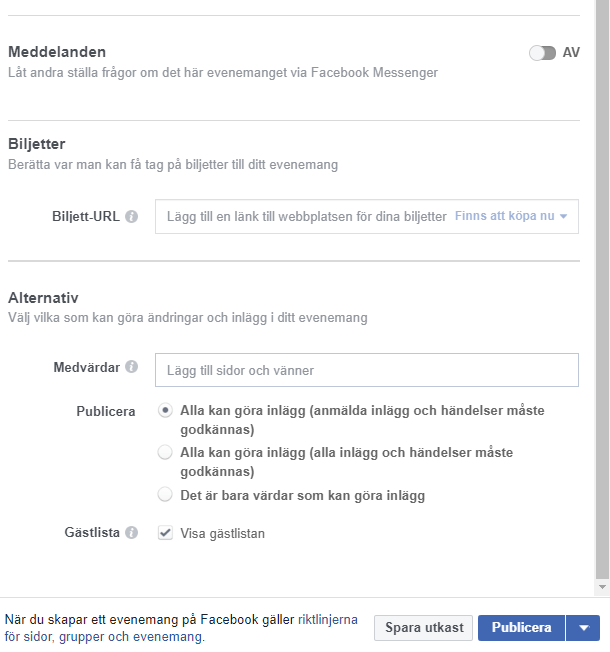 Meddelanden
AV
Låt andra ställa frågor om det här evenemanget via Facebook Messenger
Biljetter
Berätta var man kan få tag på biljetter till ditt evenemang
Biljett-URL
Lägg till en länk till webbplatsen för dina biljetter Finns att köpa nu
Alternativ
Välj vilka som kan göra ändringar och inlägg i ditt evenemang
Medvärdar
Lägg till sidor och vänner
Publicera
Alla kan göra inlägg (anmälda inlägg och händelser måste
godkännas)
Alla kan göra inlägg (alla inlägg och händelser måste
godkännas)
Det är bara värdar som kan göra inlägg
Gästlista
Visa gästlistan
När du skapar ett evenemang på Facebook gäller riktlinjerna
för sidor, grupper och evenemang.
Spara utkast
Publicera